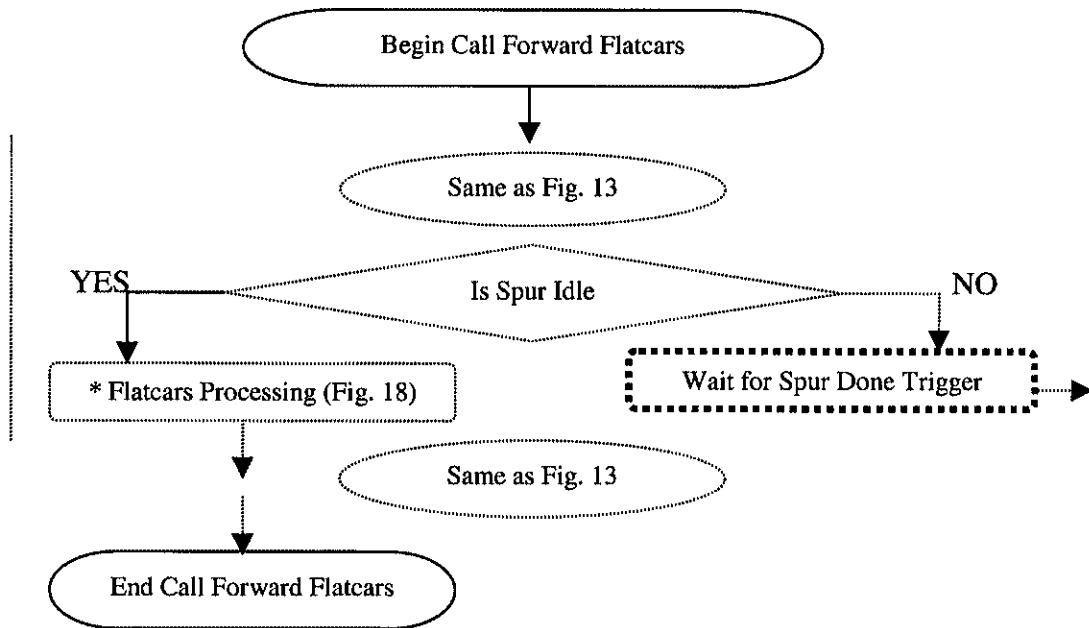 Begin Call Forward Flatcars
Same as Fig. 13
YES
Is Spur Idle
NO
* Flatcars Processing (Fig. 18)
Wait for Spur Done Trigger
Same as Fig. 13
End Call Forward Flatcars